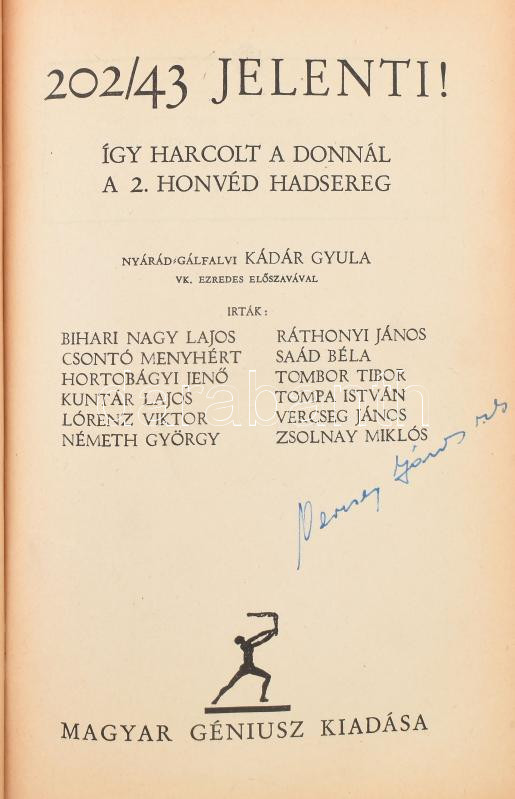 202/43 JELENTI!
ÍGY HARCOLT A DONNÁL
A 2. HONVÉD HADSEREG
NYÁRÁD-GÁLFALVI KÁDÁR GYULA
VK. EZREDES ELŐSZAVÁVAL
IRTÁK:
BIHARI NAGY LAJOS
CSONTÓ MENYHÉRT
HORTOBÁGYI JENŐ
KUNTÁR LAJOS
LÓRENZ VIKTOR
NÉMETH GYÖRGY
RÁTHONYI JÁNOS
SAÁD BÉLA
TOMBOR TIBOR
TOMPA ISTVÁN
VERCSEG JÁNOS
ZSOLNAY MIKLÓS
János
MAGYAR GÉNIUSZ KIADÁSA